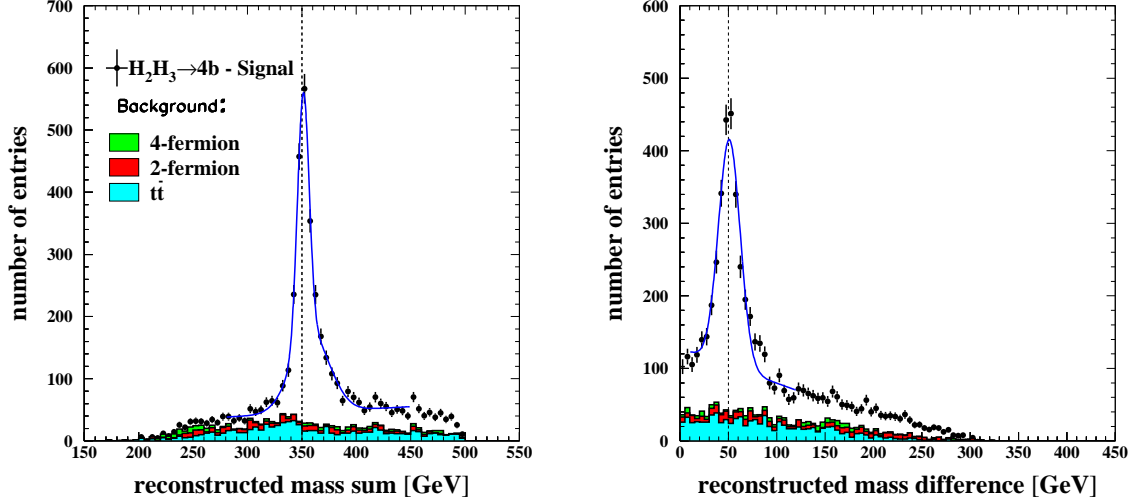 700
600
500
400
300
200
100
0
number of entries
H₂H₃→4b - Signal
Background:
4-fermion
2-fermion
tt̄
150 200 250 300 350 400 450 500 550
reconstructed mass sum [GeV]
600
500
400
300
200
100
0
number of entries
0 50 100 150 200 250 300 350 400 450
reconstructed mass difference [GeV]